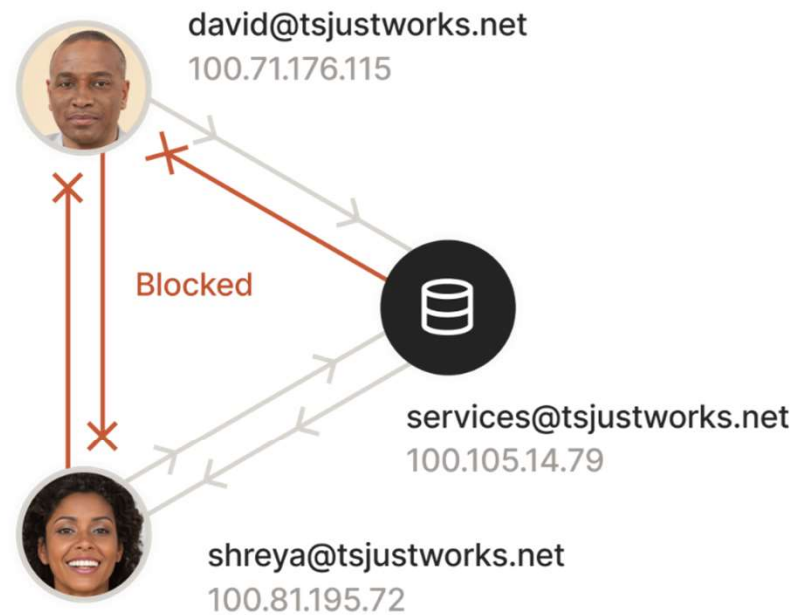 david@tsjustworks.net
100.71.176.115
Blocked
services@tsjustworks.net
100.105.14.79
shreya@tsjustworks.net
100.81.195.72